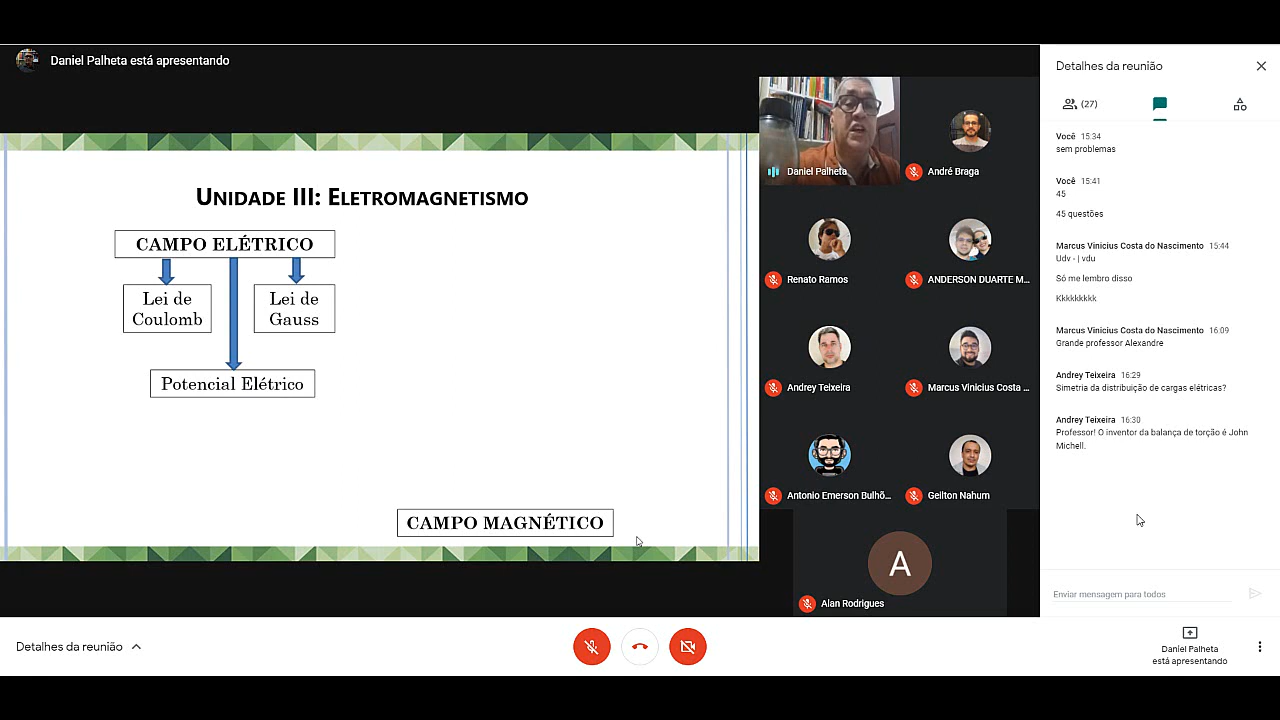 Daniel Palheta está apresentando
UNIDADE III: ELETROMAGNETISMO
CAMPO ELÉTRICO
Lei de
Coulomb
Lei de
Gauss
Potencial Elétrico
CAMPO MAGNÉTICO
Daniel Palheta
André Braga
Renato Ramos
ANDERSON DUARTE M...
Andrey Teixeira
Marcus Vinicius Costa ...
Antonio Emerson Bulhõ...
Geilton Nahum
A
Alan Rodrigues
Detalhes da reunião
(27)
Você 15:34
sem problemas
Você 15:41
45
45 questões
Marcus Vinicius Costa do Nascimento 15:44
Udv - | vdu
Só me lembro disso
Kkkkkkkkk
Marcus Vinicius Costa do Nascimento 16:09
Grande professor Alexandre
Andrey Teixeira 16:29
Simetria da distribuição de cargas elétricas?
Andrey Teixeira 16:30
Professor! O inventor da balança de torção é John
Michell.
Enviar mensagem para todos
Detalhes da reunião
Daniel Palheta
está apresentando